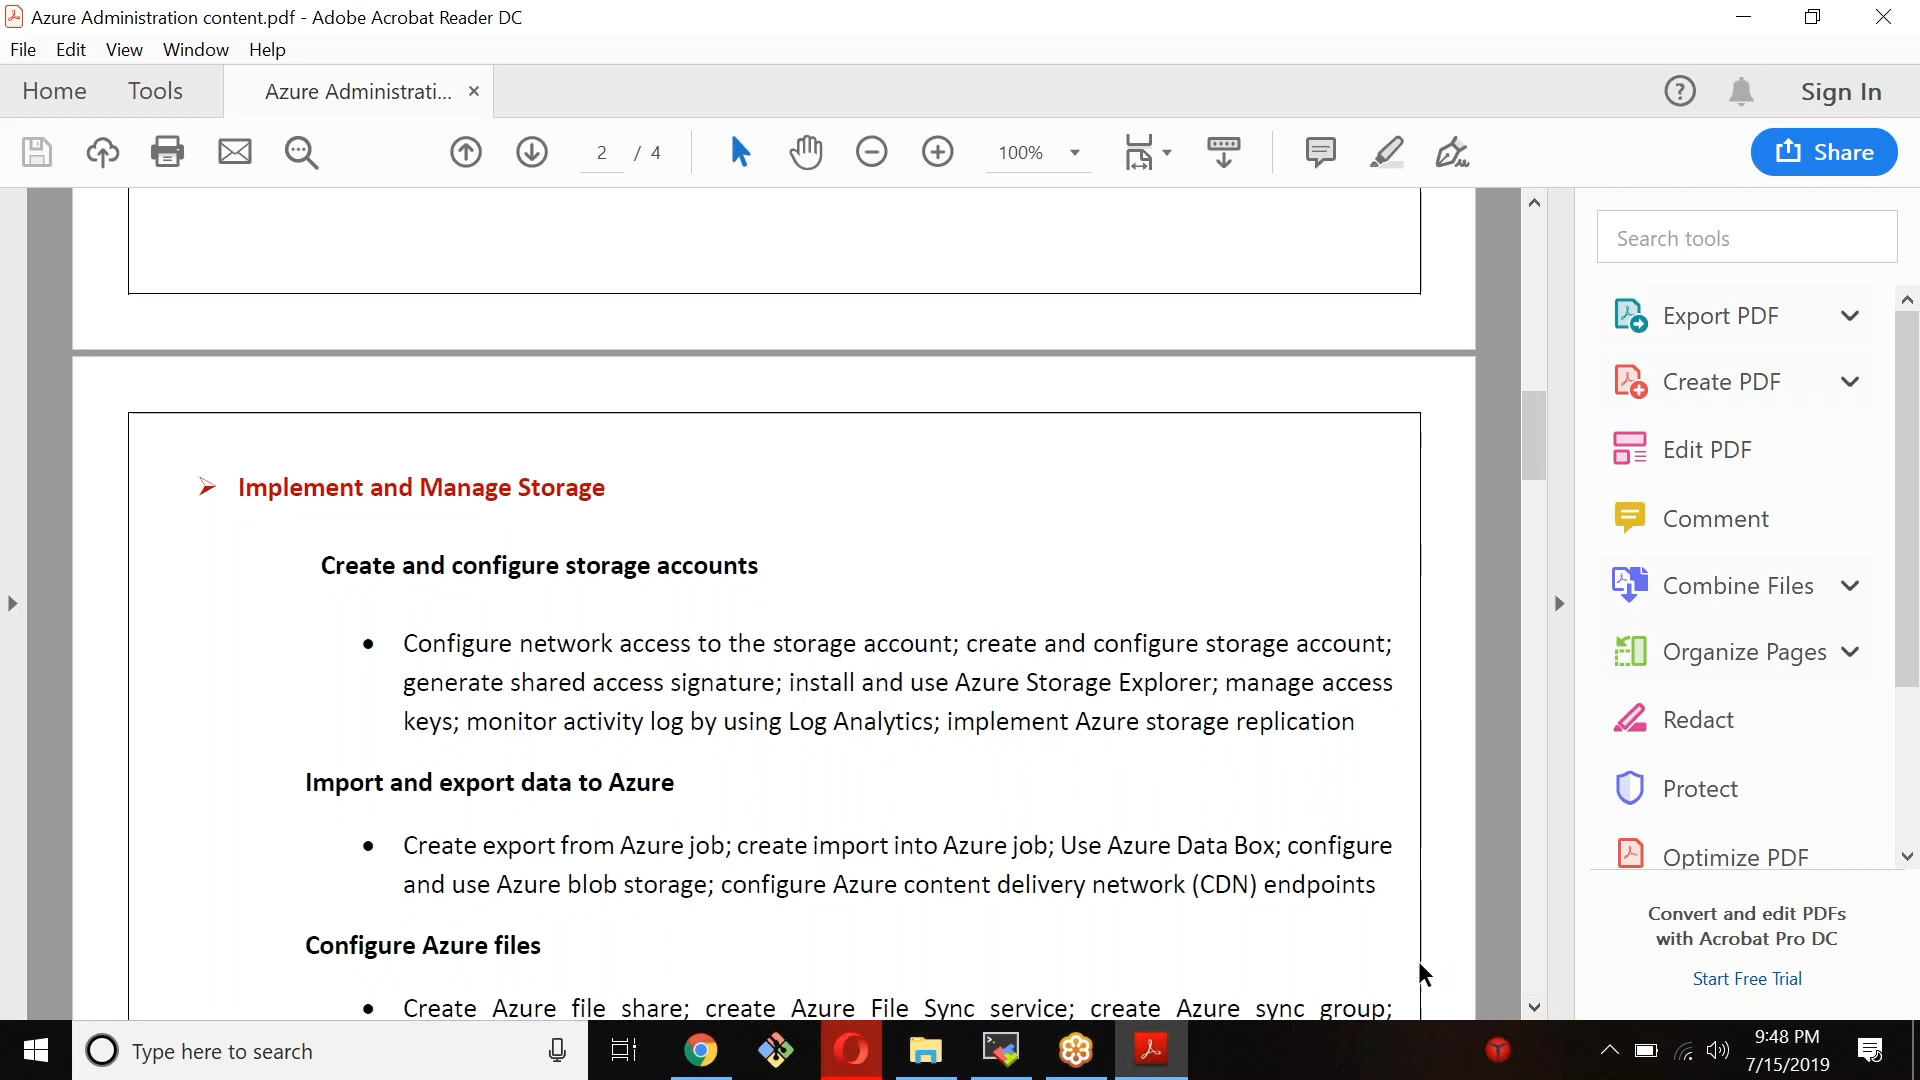 Azure Administration content.pdf - Adobe Acrobat Reader DC
File Edit View Window Help
Home Tools Azure Administrati... × Sign In
2 / 4 100% Share
Search tools
Export PDF
Create PDF
Edit PDF
Comment
Combine Files
Organize Pages
Redact
Protect
Optimize PDF
Convert and edit PDFs
with Acrobat Pro DC
Start Free Trial
➢ Implement and Manage Storage
Create and configure storage accounts
• Configure network access to the storage account; create and configure storage account;
generate shared access signature; install and use Azure Storage Explorer; manage access
keys; monitor activity log by using Log Analytics; implement Azure storage replication
Import and export data to Azure
• Create export from Azure job; create import into Azure job; Use Azure Data Box; configure
and use Azure blob storage; configure Azure content delivery network (CDN) endpoints
Configure Azure files
• Create Azure file share; create Azure File Sync service; create Azure sync group;
Type here to search
9:48 PM
7/15/2019